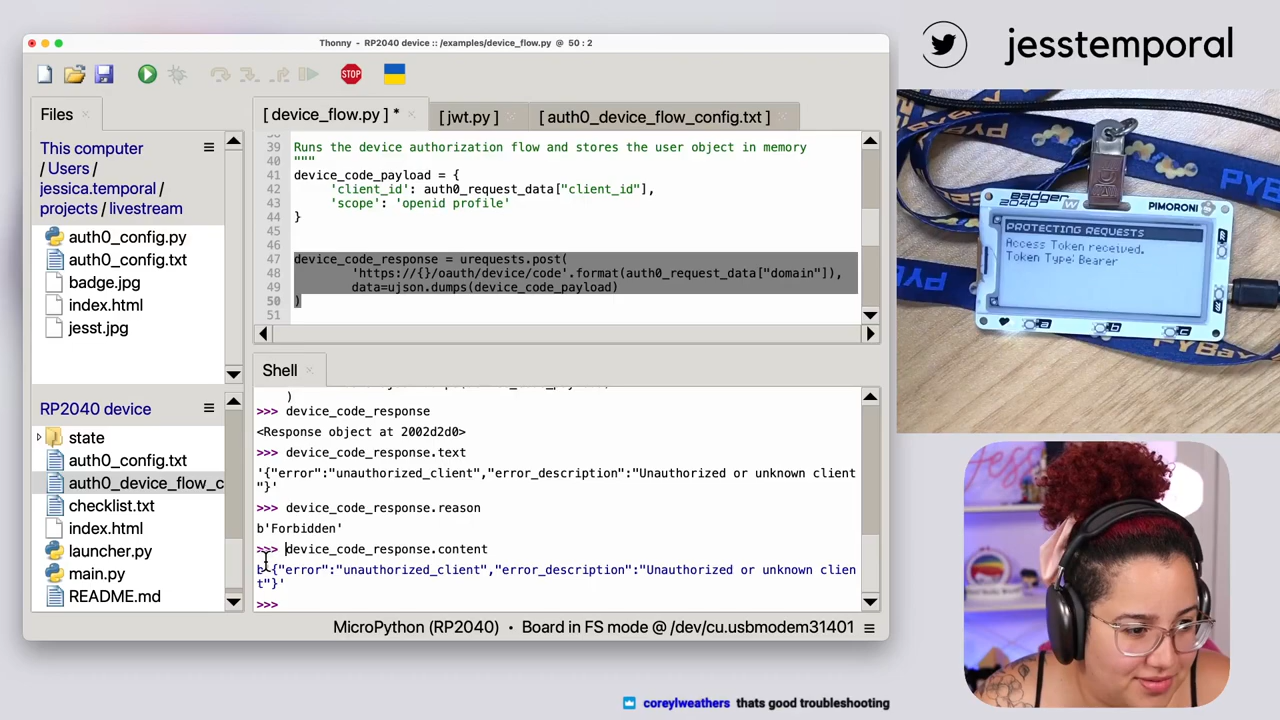 Thonny - RP2040 device :: /examples/device_flow.py @ 50 : 2
STOP
Files
This computer
/ Users /
jessica.temporal /
projects / livestream
auth0_config.py
auth0_config.txt
badge.jpg
index.html
jesst.jpg
RP2040 device
state
auth0_config.txt
auth0_device_flow_c
checklist.txt
index.html
launcher.py
main.py
README.md
[ device_flow.py ] *
[ jwt.py ]
[ auth0_device_flow_config.txt ]
39 Runs the device authorization flow and stores the user object in memory
40 """
41 device_code_payload = {
42 'client_id': auth0_request_data["client_id"],
43 'scope': 'openid profile'
44 }
45
46
47 device_code_response = urequests.post(
48 'https://{}/oauth/device/code'.format(auth0_request_data["domain"]),
49 data=ujson.dumps(device_code_payload)
50 )
51
Shell
)
>>> device_code_response
<Response object at 2002d2d0>
>>> device_code_response.text
'{"error":"unauthorized_client","error_description":"Unauthorized or unknown client
"}'
>>> device_code_response.reason
b'Forbidden'
>>> device_code_response.content
b'{"error":"unauthorized_client","error_description":"Unauthorized or unknown clien
t"}'
>>>
MicroPython (RP2040) • Board in FS mode @ /dev/cu.usbmodem31401 ≡
jesstemporal
Badger
2040 W
PIMORONI
PROTECTING REQUESTS
Access Token received.
Token Type: Bearer
a
b
c
coreylweathers thats good troubleshooting